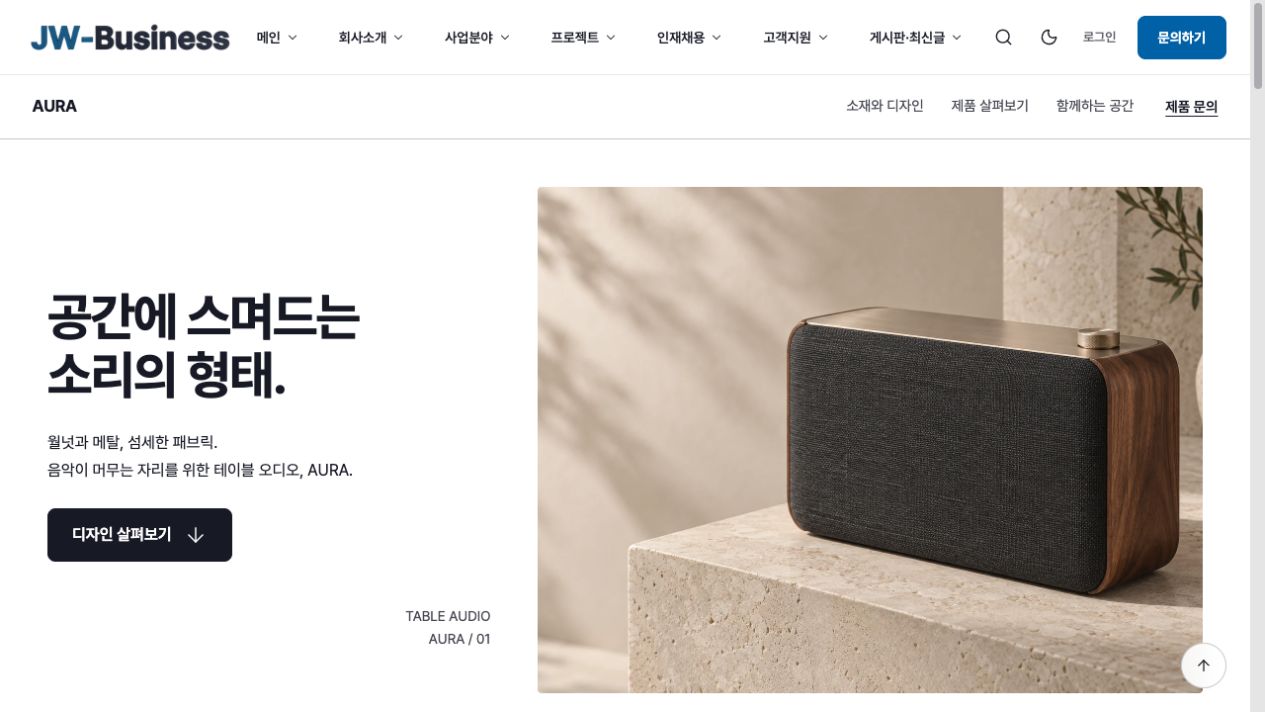 JW-Business
메인
회사소개
사업분야
프로젝트
인재채용
고객지원
게시판·최신글
로그인
문의하기
AURA
소재와 디자인
제품 살펴보기
함께하는 공간
제품 문의
공간에 스며드는
소리의 형태.
월넛과 메탈, 섬세한 패브릭.
음악이 머무는 자리를 위한 테이블 오디오, AURA.
디자인 살펴보기
TABLE AUDIO
AURA / 01